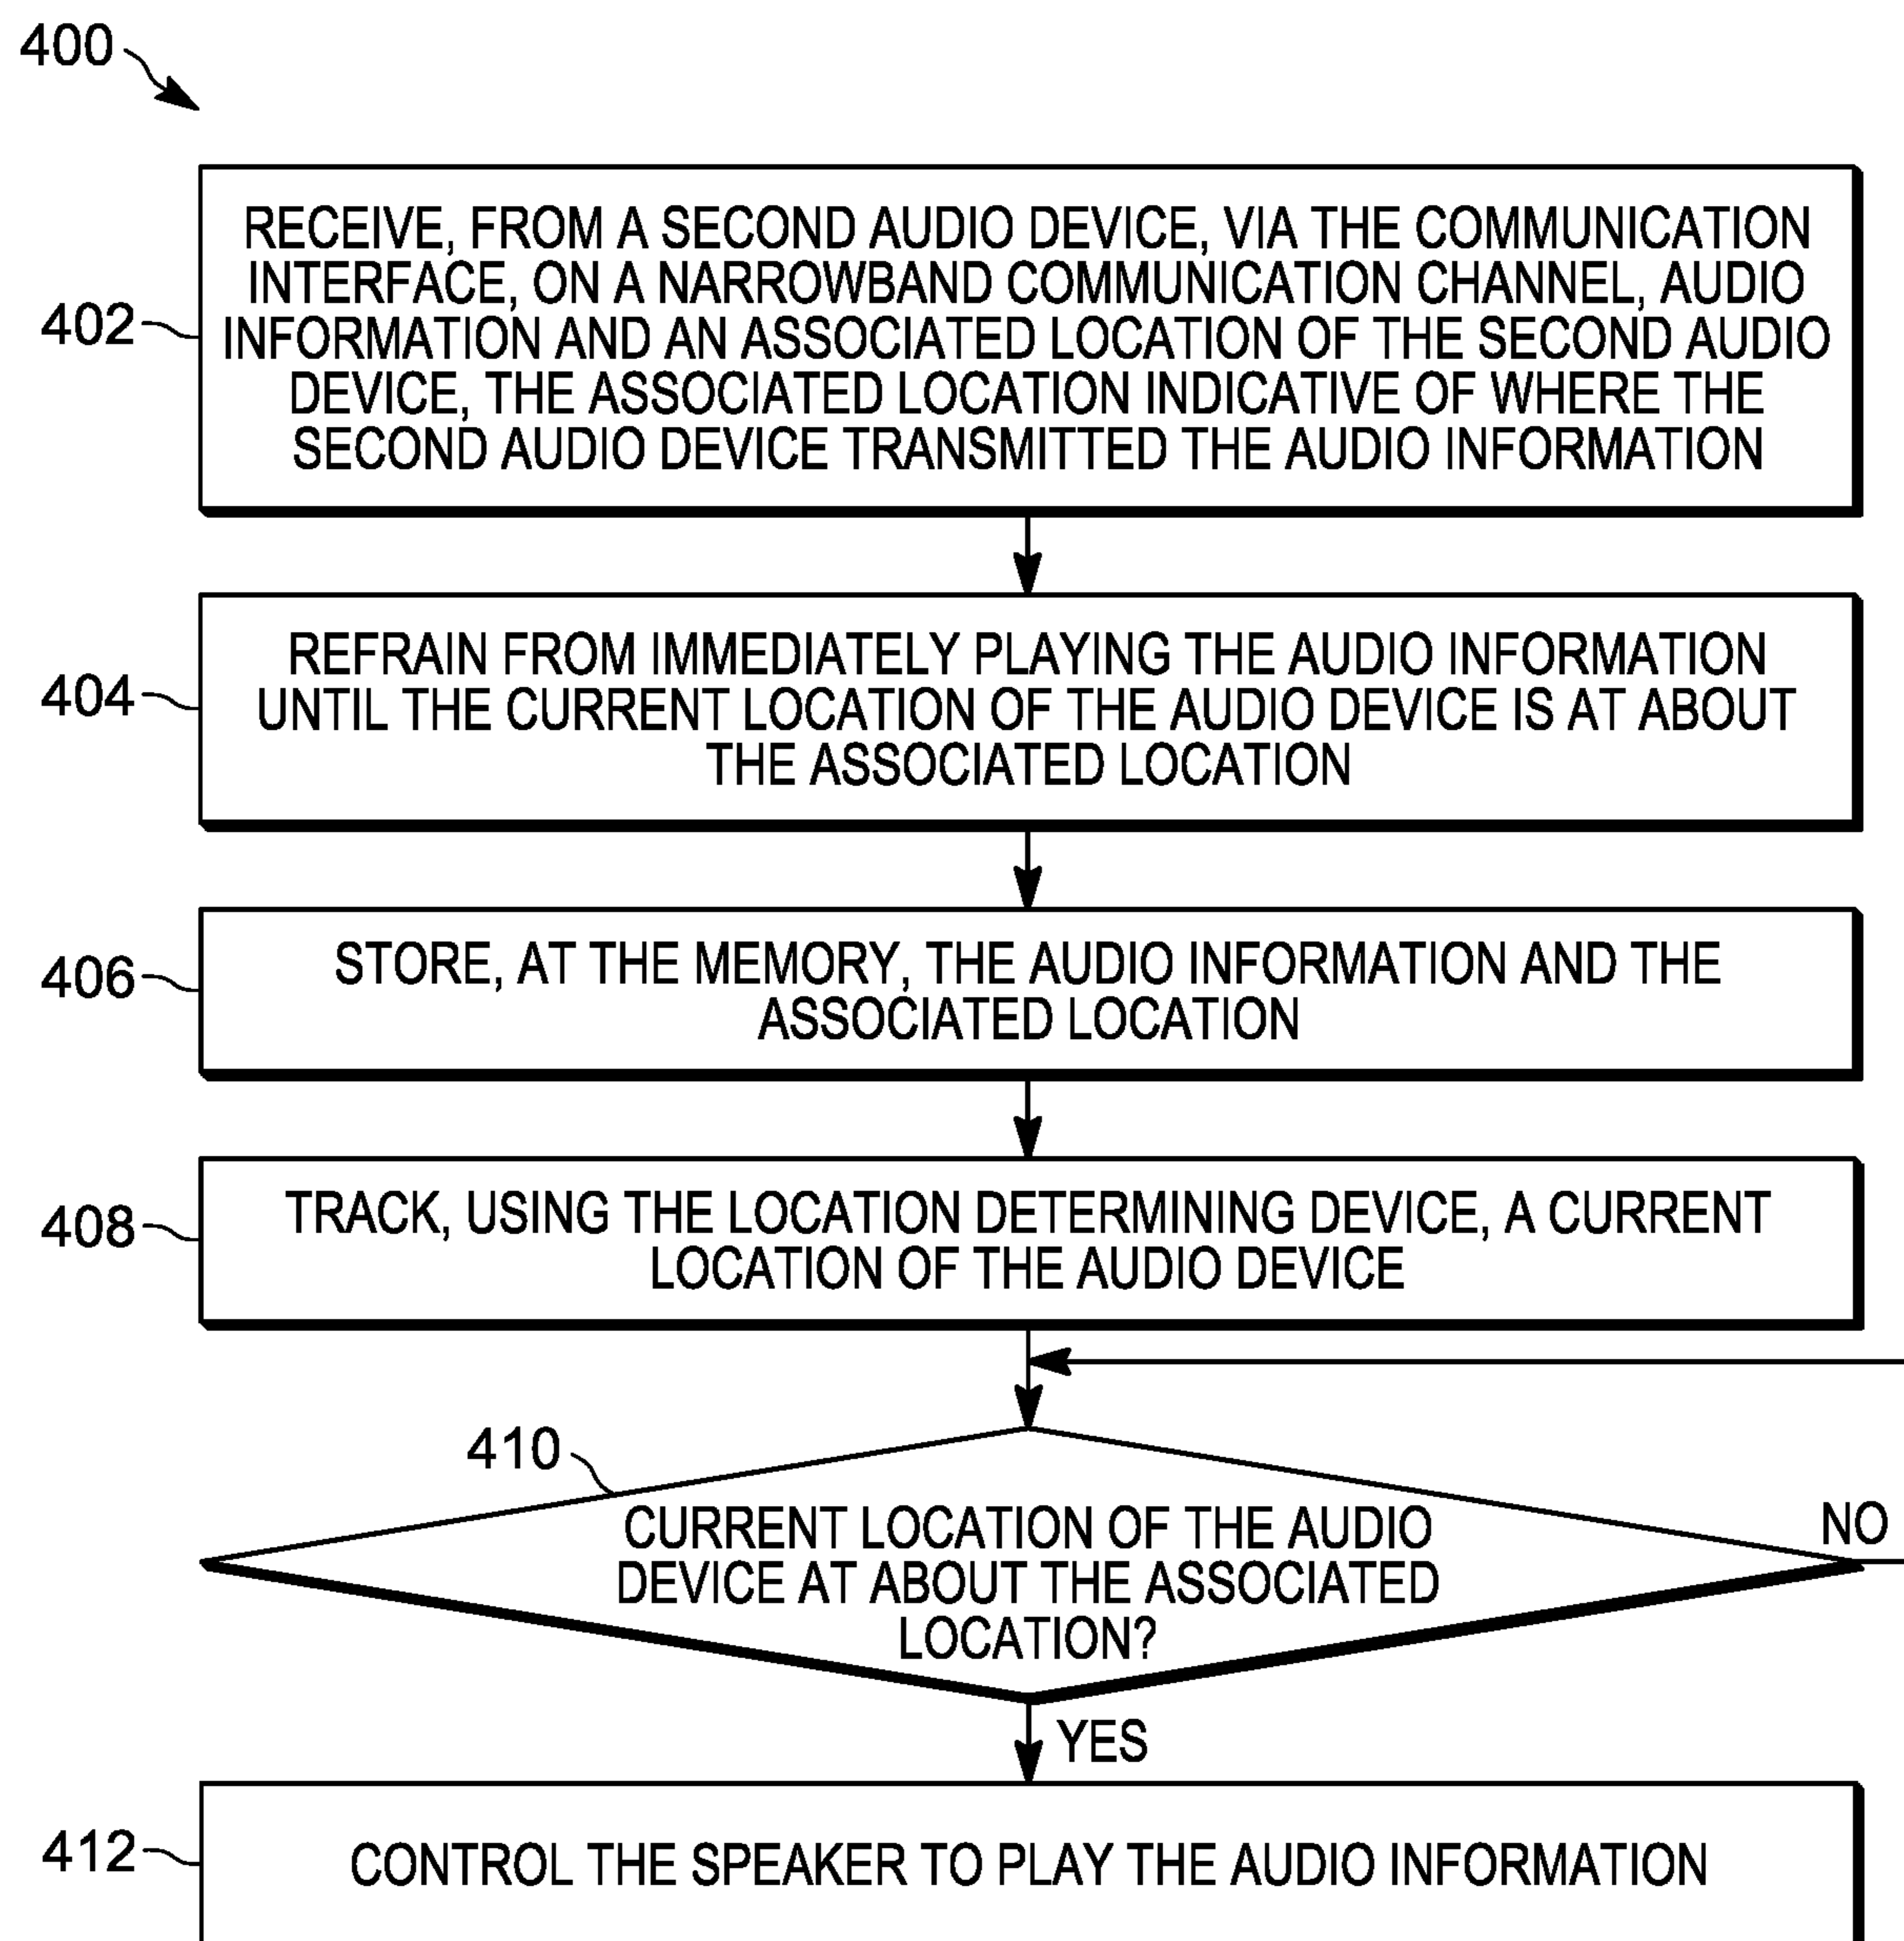 400
402
RECEIVE, FROM A SECOND AUDIO DEVICE, VIA THE COMMUNICATION
INTERFACE, ON A NARROWBAND COMMUNICATION CHANNEL, AUDIO
INFORMATION AND AN ASSOCIATED LOCATION OF THE SECOND AUDIO
DEVICE, THE ASSOCIATED LOCATION INDICATIVE OF WHERE THE
SECOND AUDIO DEVICE TRANSMITTED THE AUDIO INFORMATION
404
REFRAIN FROM IMMEDIATELY PLAYING THE AUDIO INFORMATION
UNTIL THE CURRENT LOCATION OF THE AUDIO DEVICE IS AT ABOUT
THE ASSOCIATED LOCATION
406
STORE, AT THE MEMORY, THE AUDIO INFORMATION AND THE
ASSOCIATED LOCATION
408
TRACK, USING THE LOCATION DETERMINING DEVICE, A CURRENT
LOCATION OF THE AUDIO DEVICE
410
CURRENT LOCATION OF THE AUDIO
DEVICE AT ABOUT THE ASSOCIATED
LOCATION?
NO
YES
412
CONTROL THE SPEAKER TO PLAY THE AUDIO INFORMATION